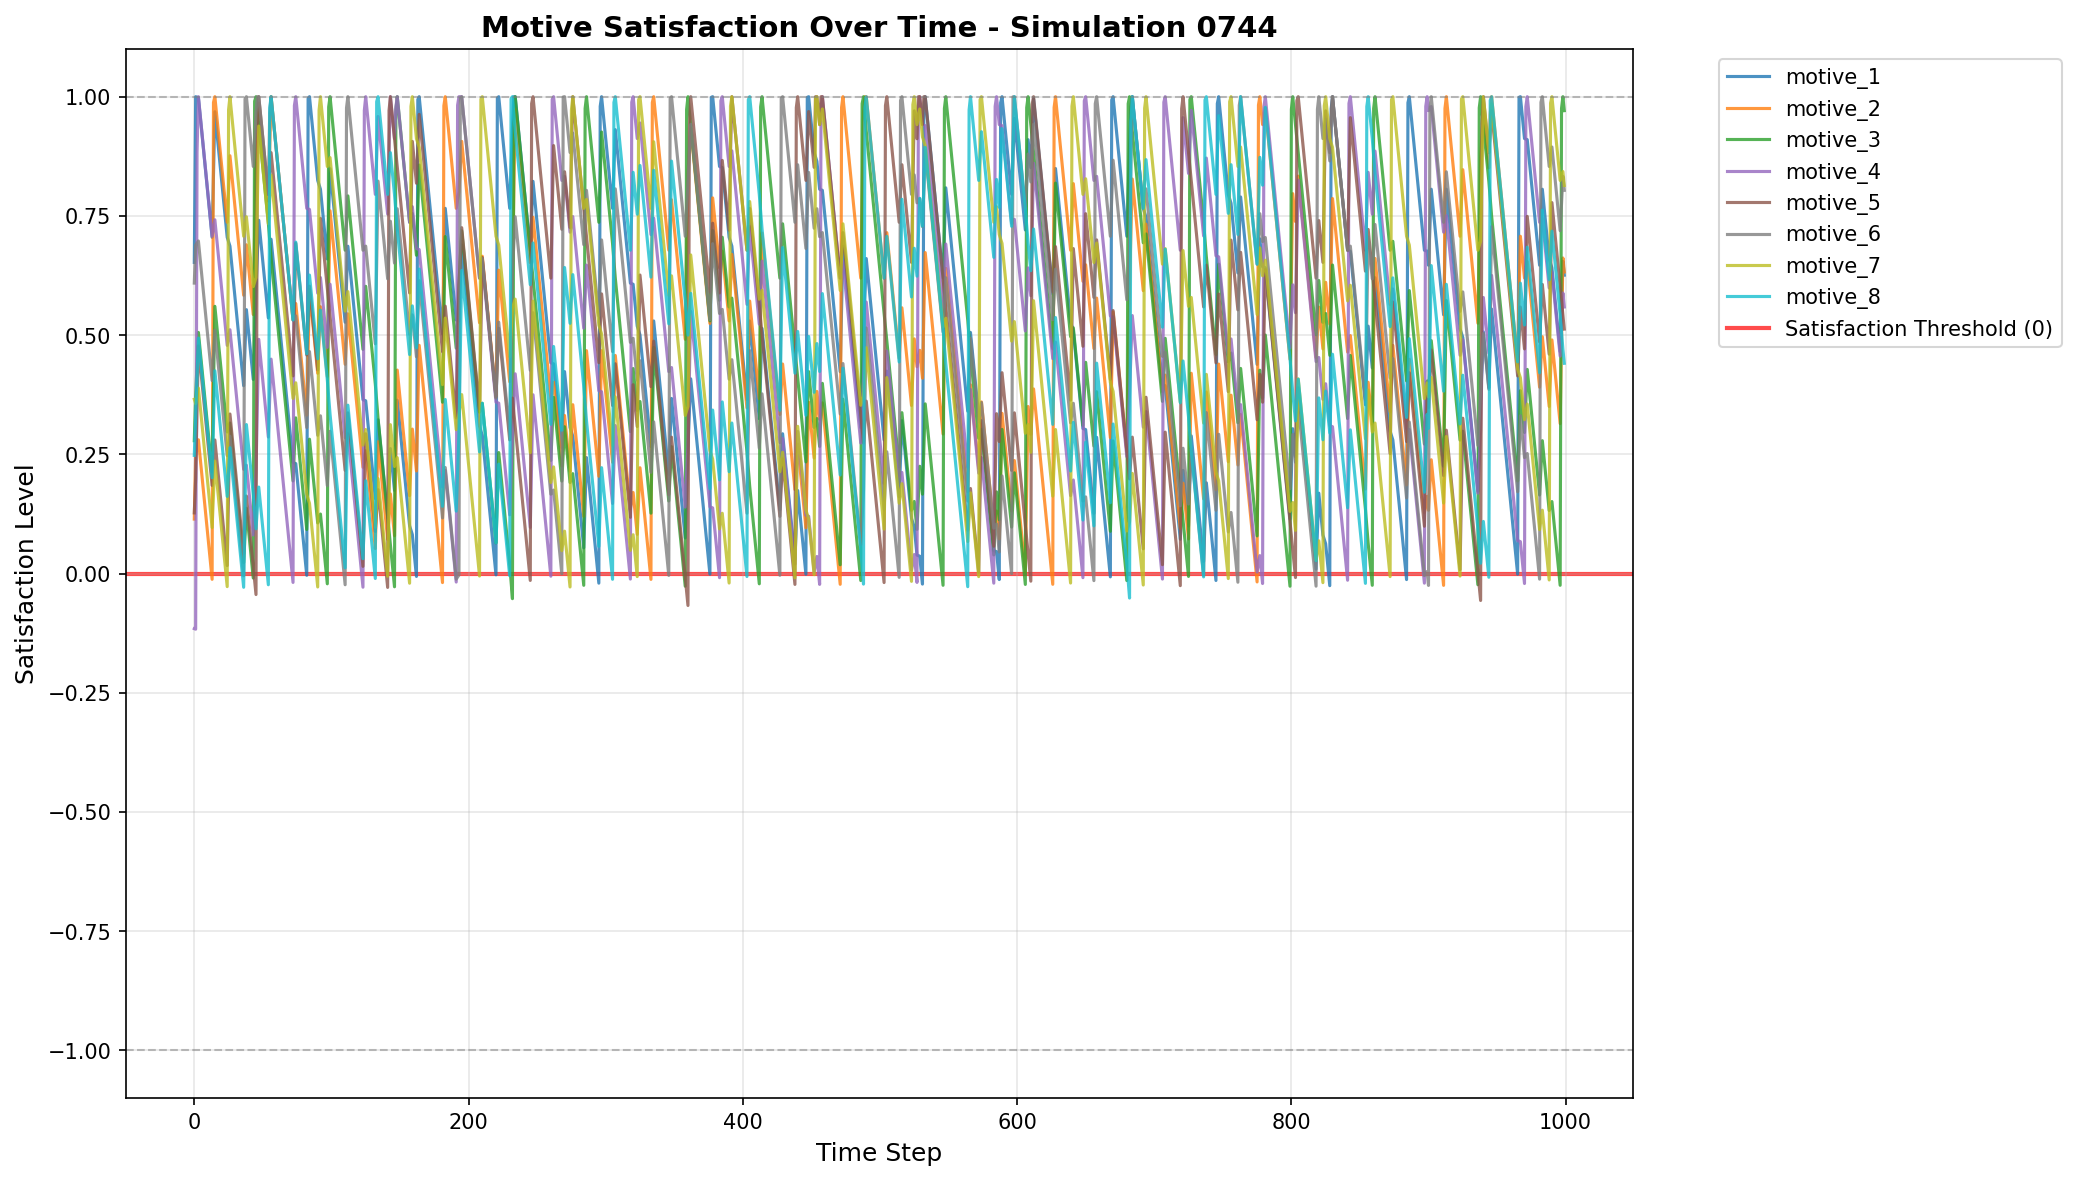 Motive Satisfaction Over Time - Simulation 0744
1.00
0.75
0.50
0.25
0.00
−0.25
−0.50
−0.75
−1.00
Satisfaction Level
0
200
400
600
800
1000
Time Step
motive_1
motive_2
motive_3
motive_4
motive_5
motive_6
motive_7
motive_8
Satisfaction Threshold (0)